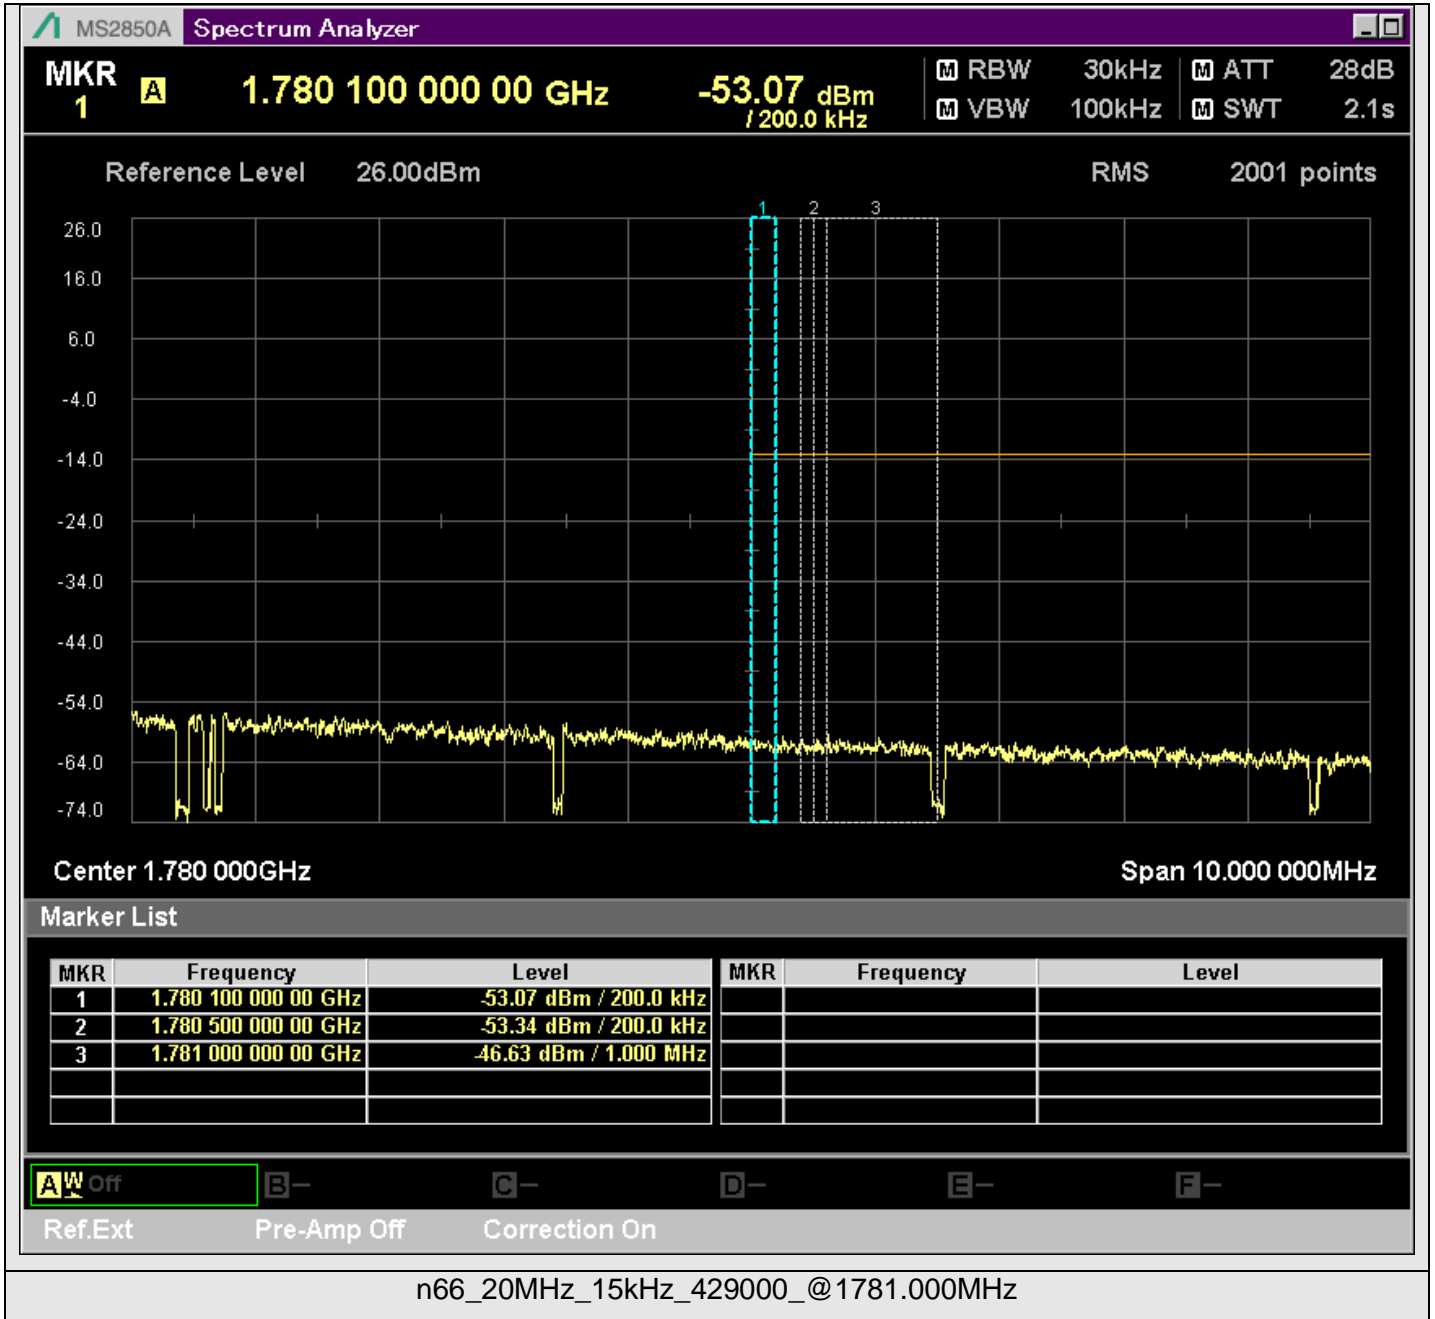 MS2850A Spectrum Analyzer
MKR 1 A 1.780 100 000 00 GHz -53.07 dBm / 200.0 kHz
M RBW 30kHz M ATT 28dB
M VBW 100kHz M SWT 2.1s
Reference Level 26.00dBm RMS 2001 points
1 2 3
26.0
16.0
6.0
-4.0
-14.0
-24.0
-34.0
-44.0
-54.0
-64.0
-74.0
Center 1.780 000GHz Span 10.000 000MHz
Marker List
MKR Frequency Level MKR Frequency Level
1 1.780 100 000 00 GHz -53.07 dBm / 200.0 kHz
2 1.780 500 000 00 GHz -53.34 dBm / 200.0 kHz
3 1.781 000 000 00 GHz -46.63 dBm / 1.000 MHz
A W Off B- C- D- E- F-
Ref.Ext Pre-Amp Off Correction On
n66_20MHz_15kHz_429000_@1781.000MHz